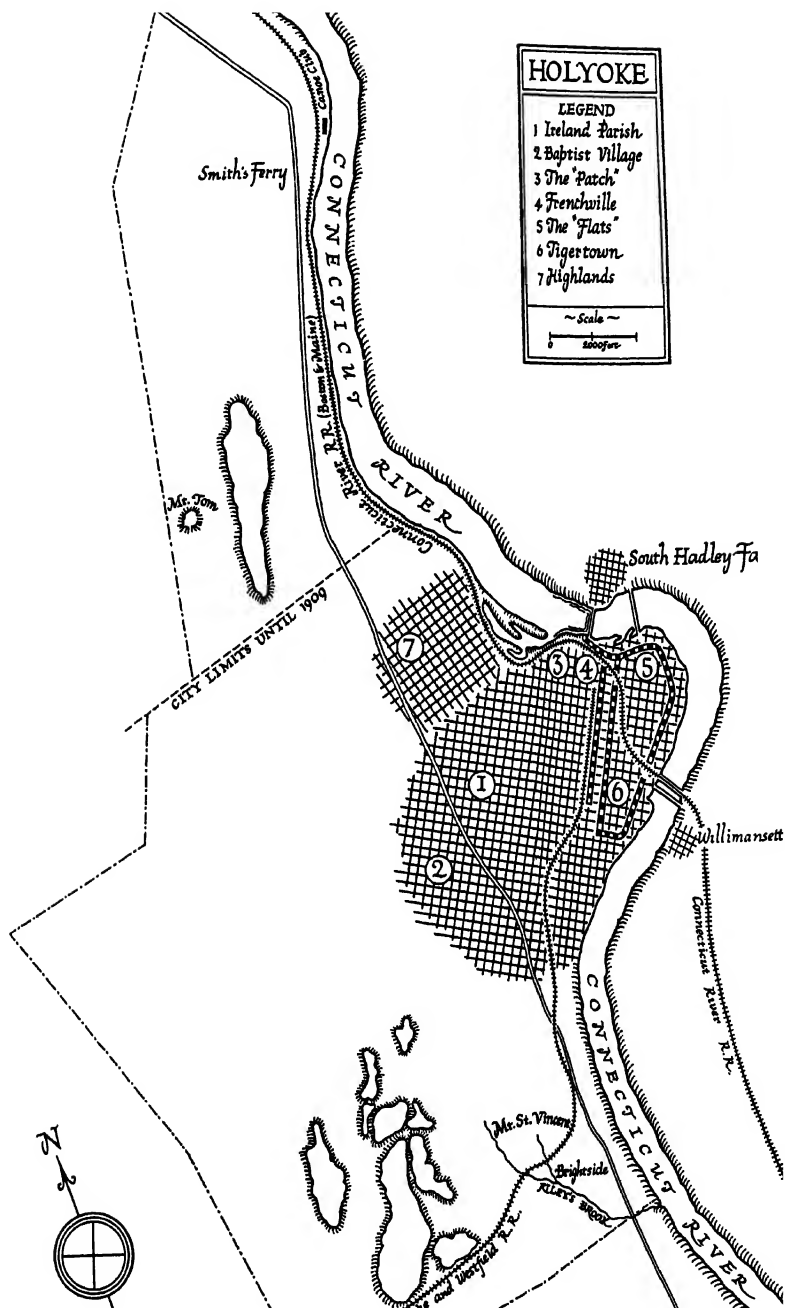 HOLYOKE
LEGEND
1 Ireland Parish
2 Baptist Village
3 The "Patch"
4 Frenchville
5 The "Flats"
6 Tigertown
7 Highlands
~ Scale ~
0 2000 feet
Canoe Club
Smith's Ferry
CONNECTICUT
RIVER
Connecticut River R.R. (Boston & Maine)
Mt. Tom
CITY LIMITS UNTIL 1909
South Hadley Fa
7
3
4
5
1
6
2
Willimansett
Connecticut River R.R.
CONNECTICUT RIVER
Mt. St. Vincent
Brightside
RILEY'S BROOK
and Westfield R.R.
N